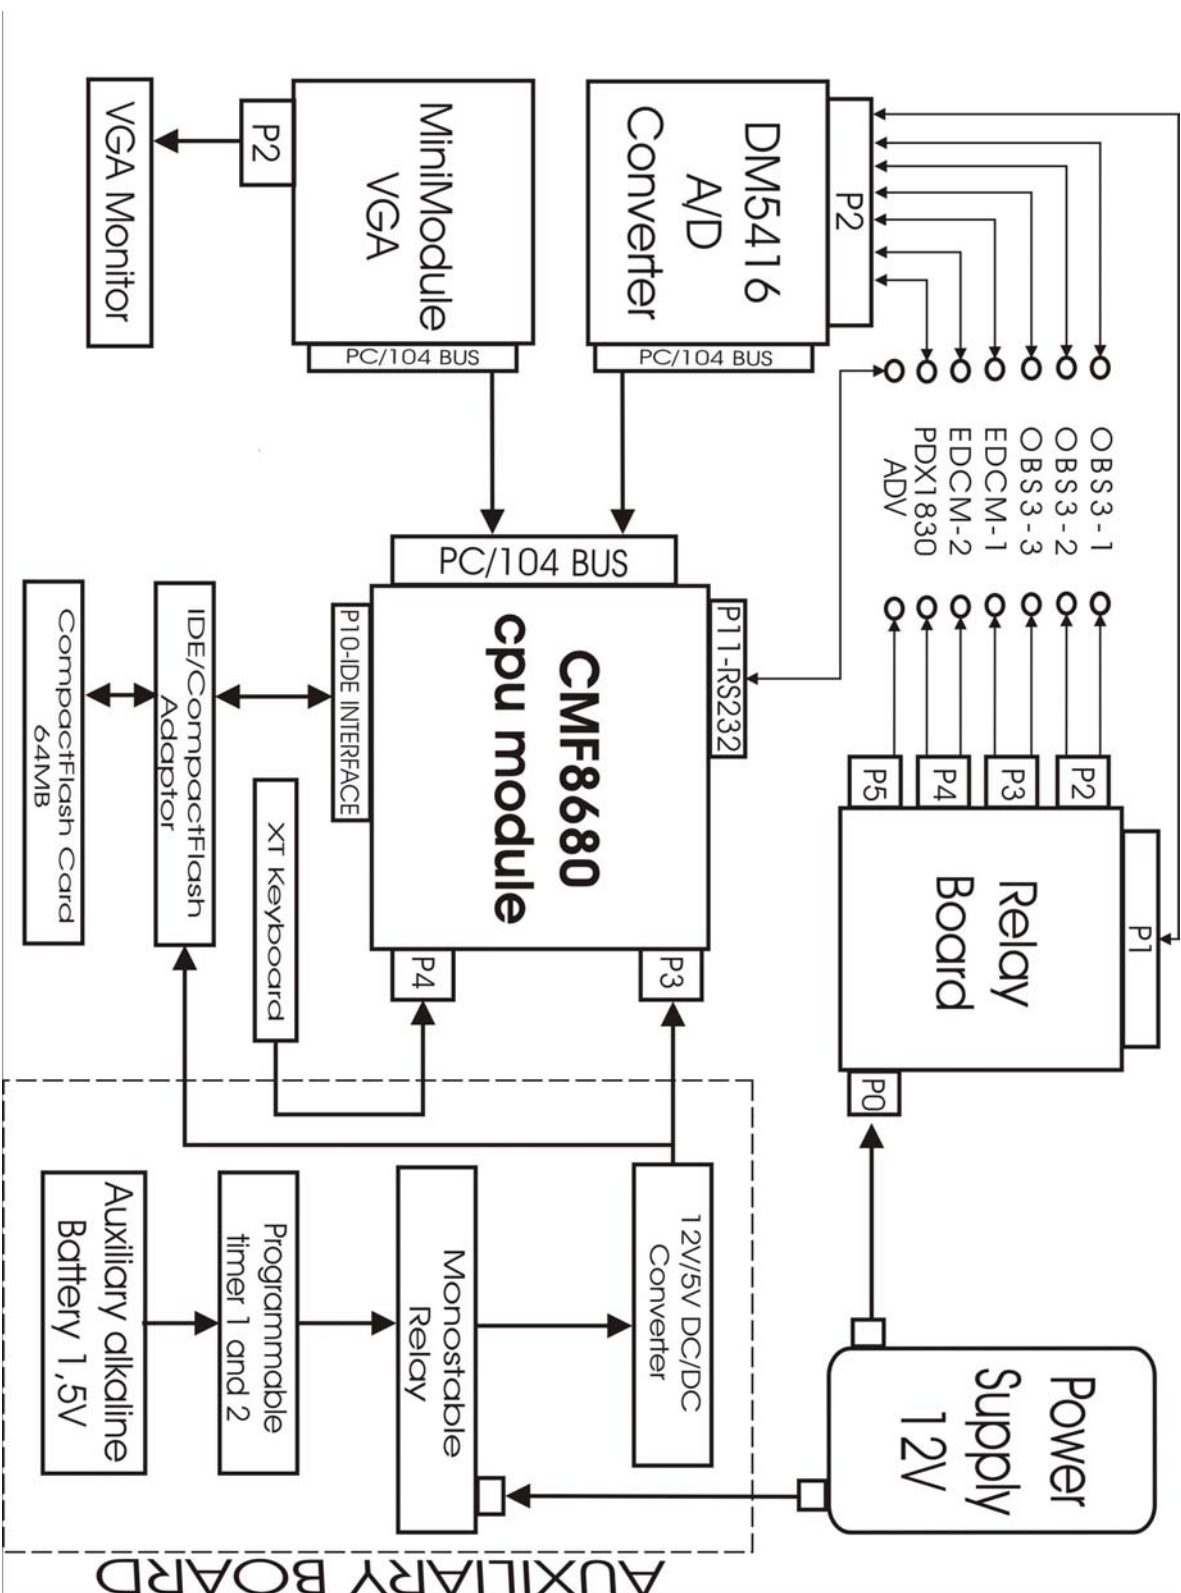 OBS3-1
OBS3-2
OBS3-3
EDCM-1
EDCM-2
PDX1830
ADV
P2
DM5416
A/D
Converter
PC/104 BUS
MiniModule
VGA
PC/104 BUS
P2
VGA Monitor
P1
Relay
Board
P2
P3
P4
P5
P0
P11-RS232
PC/104 BUS
CMF8680
cpu module
P10-IDE INTERFACE
P3
P4
IDE/CompactFlash
Adaptor
CompactFlash Card
64MB
XT Keyboard
Power
Supply
12V
12V/5V DC/DC
Converter
Monostable
Relay
Programmable
timer 1 and 2
Auxiliary alkaline
Battery 1,5V
AUXILIARY BOARD